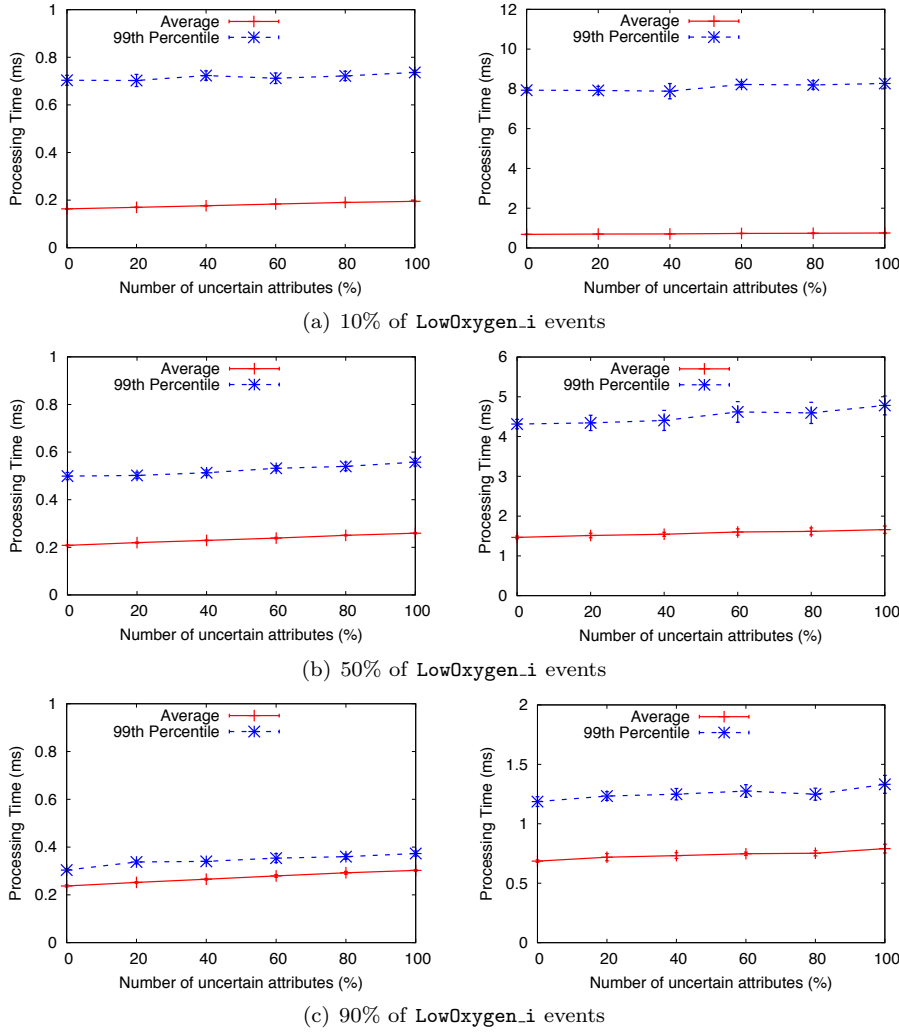 Average
99th Percentile
Processing Time (ms)
1
0.8
0.6
0.4
0.2
0
0 20 40 60 80 100
Number of uncertain attributes (%)
Average
99th Percentile
Processing Time (ms)
12
10
8
6
4
2
0
0 20 40 60 80 100
Number of uncertain attributes (%)
(a) 10% of LowOxygen_i events
Average
99th Percentile
Processing Time (ms)
1
0.8
0.6
0.4
0.2
0
0 20 40 60 80 100
Number of uncertain attributes (%)
Average
99th Percentile
Processing Time (ms)
6
5
4
3
2
1
0
0 20 40 60 80 100
Number of uncertain attributes (%)
(b) 50% of LowOxygen_i events
Average
99th Percentile
Processing Time (ms)
1
0.8
0.6
0.4
0.2
0
0 20 40 60 80 100
Number of uncertain attributes (%)
Average
99th Percentile
Processing Time (ms)
2
1.5
1
0.5
0
0 20 40 60 80 100
Number of uncertain attributes (%)
(c) 90% of LowOxygen_i events